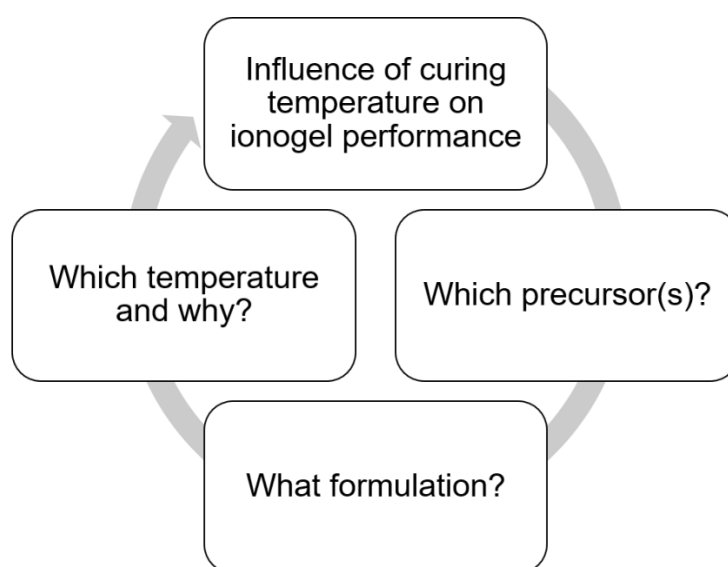 Influence of curing
temperature on
ionogel performance
Which precursor(s)?
What formulation?
Which temperature
and why?